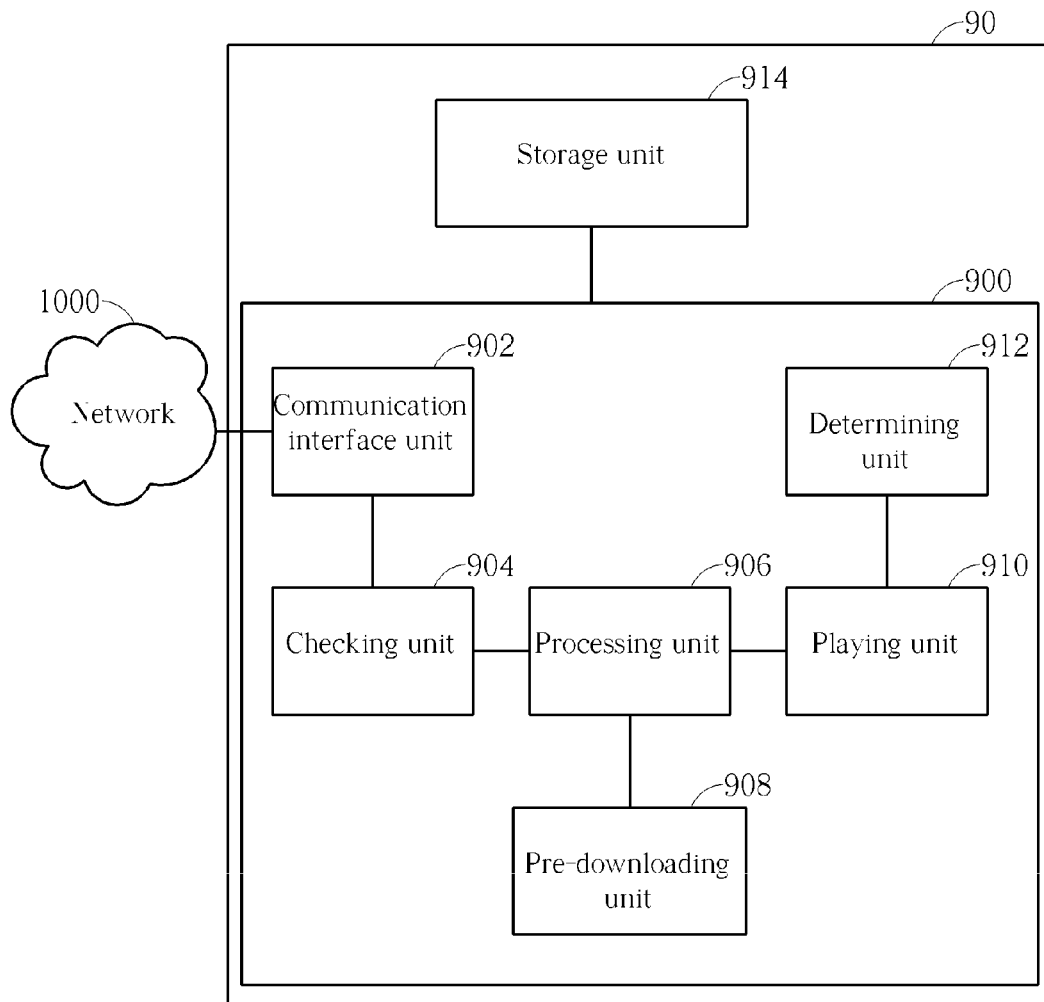 90
914
Storage unit
900
1000
Network
902
Communication
interface unit
912
Determining
unit
904
Checking unit
906
Processing unit
910
Playing unit
908
Pre-downloading
unit